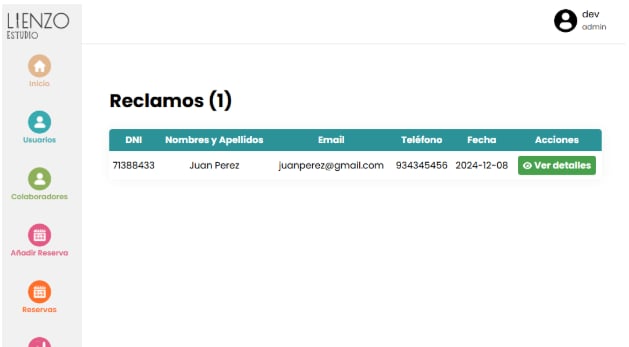 LIENZO
ESTUDIO
dev
admin
Inicio
Usuarios
Colaboradores
Añadir Reserva
Reservas
Reclamos (1)
DNI Nombres y Apellidos Email Teléfono Fecha Acciones
71388433 Juan Perez juanperez@gmail.com 934345456 2024-12-08 Ver detalles